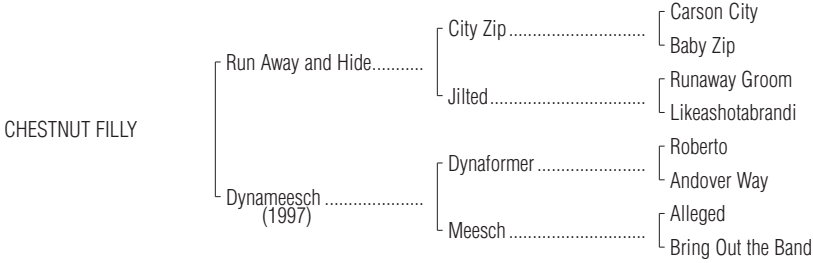 Carson City
City Zip
Baby Zip
Run Away and Hide
Runaway Groom
Jilted
Likeashotabrandi
CHESTNUT FILLY
Roberto
Dynaformer
Andover Way
Dynameesch
(1997)
Alleged
Meesch
Bring Out the Band